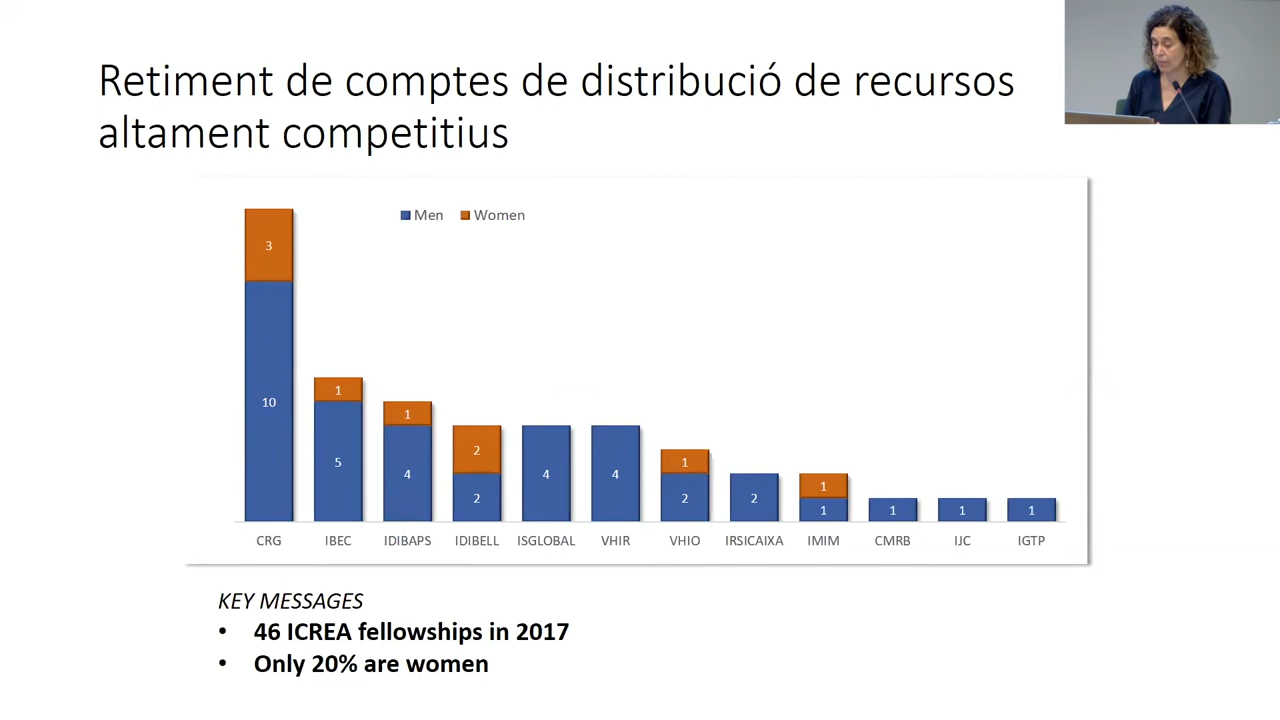 Retiment de comptes de distribució de recursos
altament competitius
Men Women
3
10
1
5
1
4
2
2
4
4
1
2
2
1
1
1
1
1
CRG IBEC IDIBAPS IDIBELL ISGLOBAL VHIR VHIO IRSICAIXA IMIM CMRB IJC IGTP
KEY MESSAGES
• 46 ICREA fellowships in 2017
• Only 20% are women